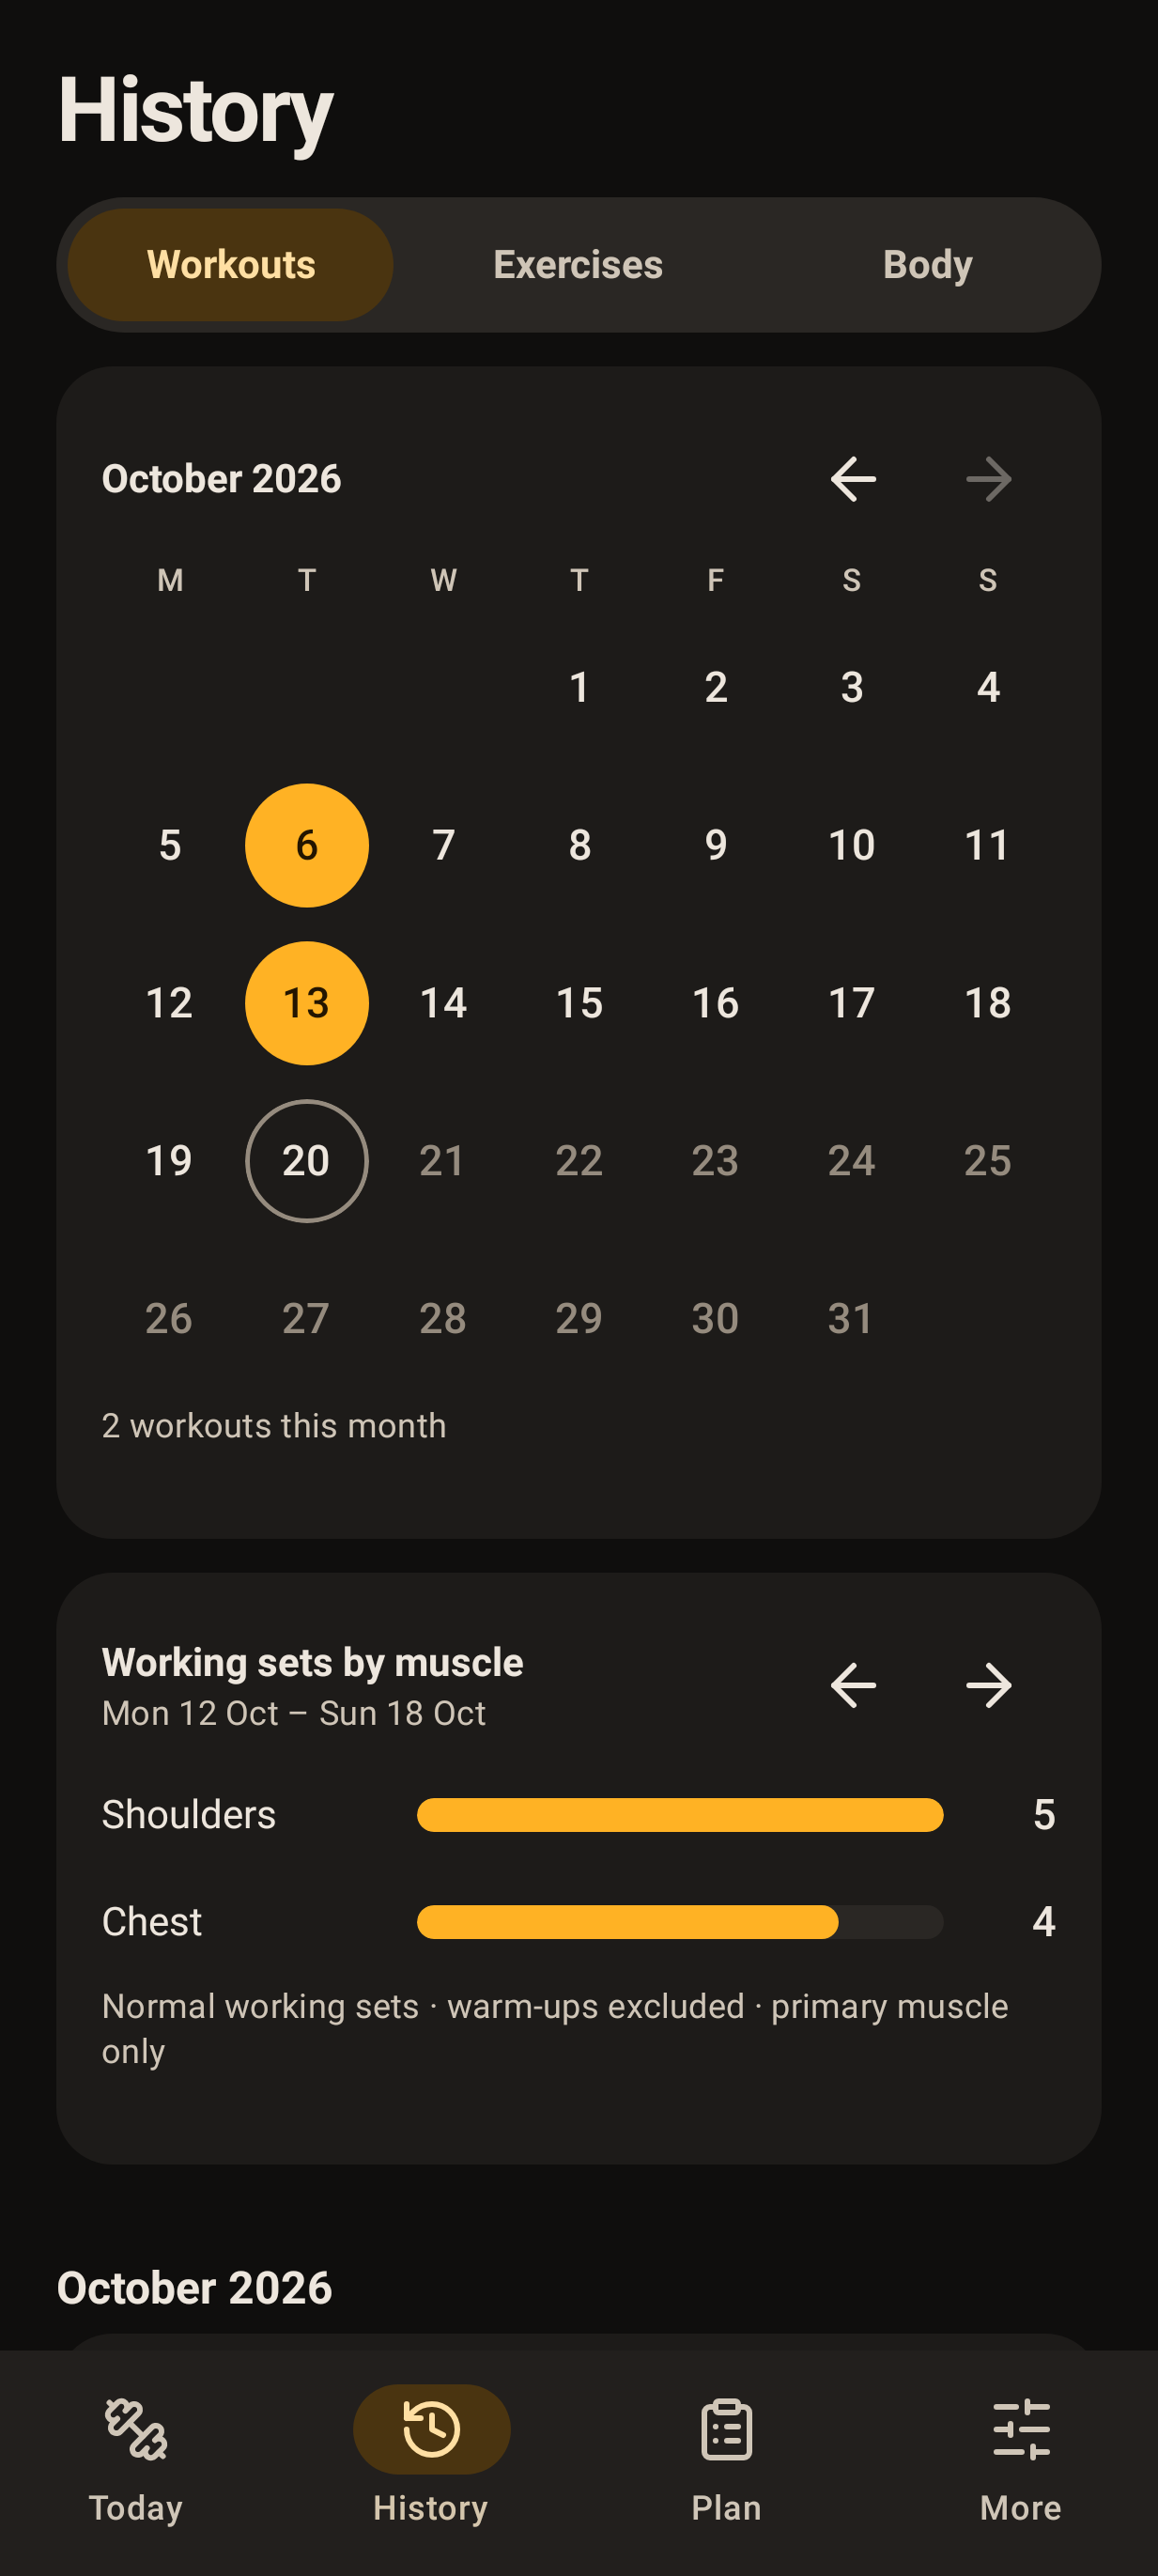 History
Workouts Exercises Body
October 2026
M T W T F S S
1 2 3 4
5 6 7 8 9 10 11
12 13 14 15 16 17 18
19 20 21 22 23 24 25
26 27 28 29 30 31
2 workouts this month
Working sets by muscle
Mon 12 Oct – Sun 18 Oct
Shoulders 5
Chest 4
Normal working sets · warm-ups excluded · primary muscle
only
October 2026
Today History Plan More